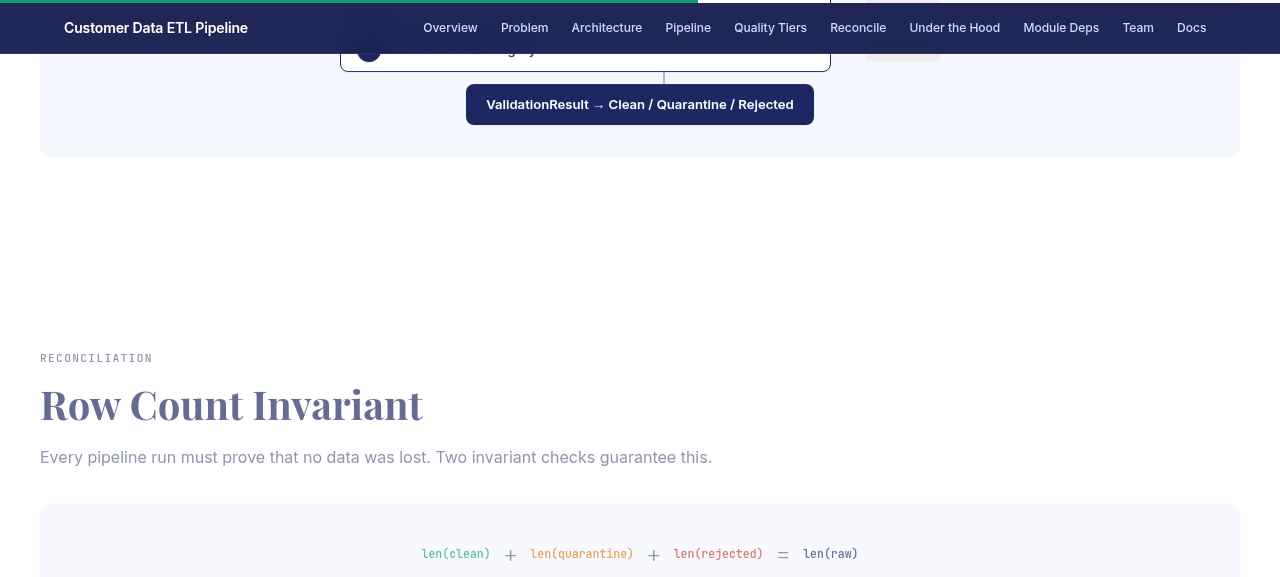 Customer Data ETL Pipeline
Overview Problem Architecture Pipeline Quality Tiers Reconcile Under the Hood Module Deps Team Docs
ValidationResult → Clean / Quarantine / Rejected
RECONCILIATION
Row Count Invariant
Every pipeline run must prove that no data was lost. Two invariant checks guarantee this.
len(clean) + len(quarantine) + len(rejected) = len(raw)